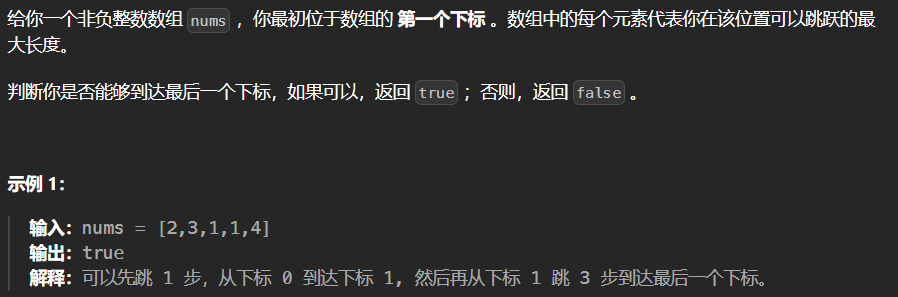 给你一个非负整数数组 nums ，你最初位于数组的 第一个下标 。数组中的每个元素代表你在该位置可以跳跃的最
大长度。
判断你是否能够到达最后一个下标，如果可以，返回 true ；否则，返回 false 。
示例 1：
输入：nums = [2,3,1,1,4]
输出：true
解释：可以先跳 1 步，从下标 0 到达下标 1, 然后再从下标 1 跳 3 步到达最后一个下标。